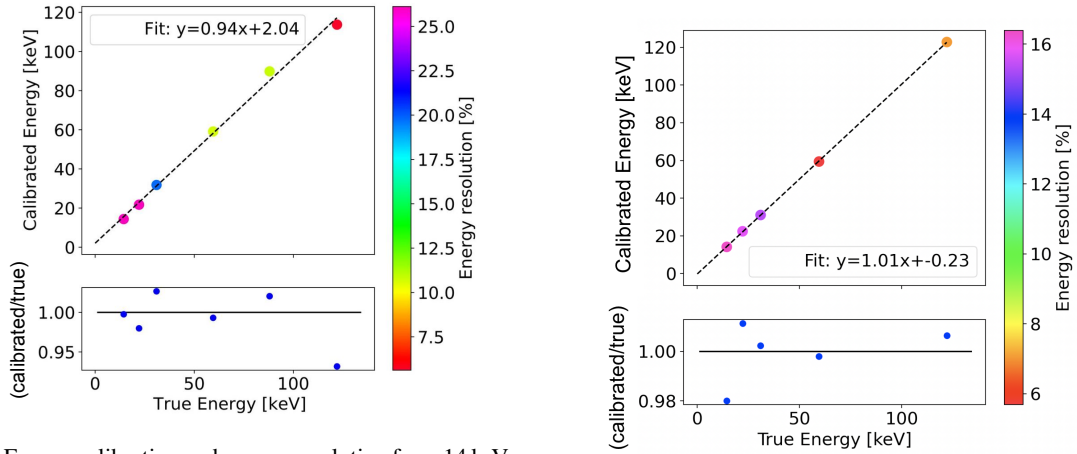 120
100
80
60
40
20
0
Calibrated Energy [keV]
Fit: y=0.94x+2.04
25.0
22.5
20.0
17.5
15.0
12.5
10.0
7.5
Energy resolution [%]
1.00
0.95
(calibrated/true)
0 50 100
True Energy [keV]
120
100
80
60
40
20
0
Calibrated Energy [keV]
Fit: y=1.01x+-0.23
16
14
12
10
8
6
Energy resolution [%]
1.00
0.98
(calibrated/true)
0 50 100
True Energy [keV]